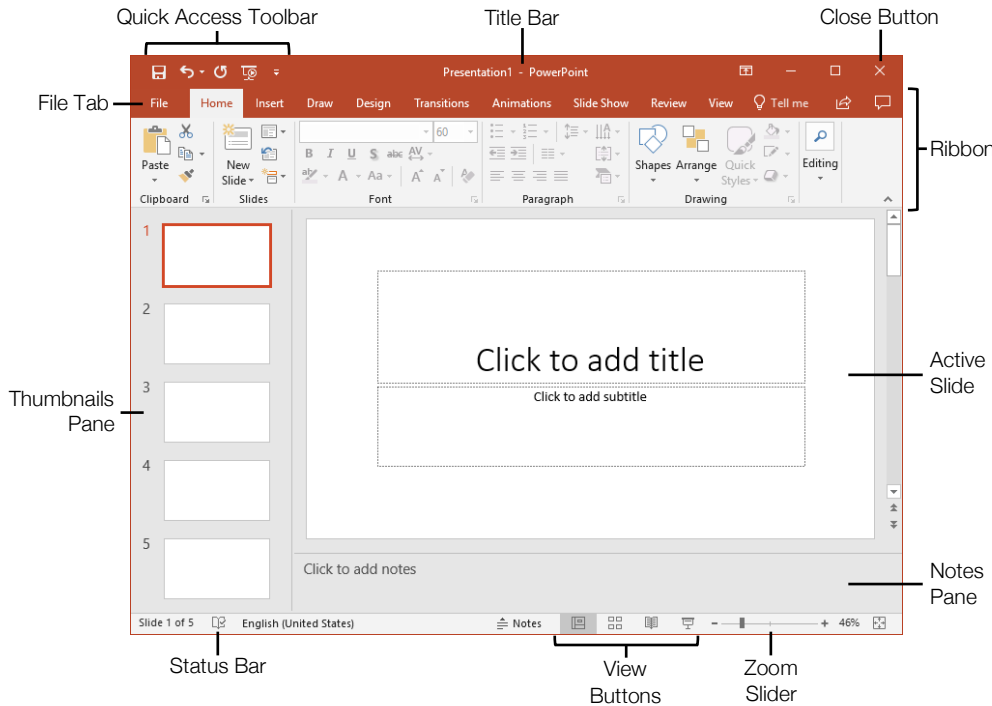 Quick Access Toolbar
Title Bar
Close Button
Presentation1 - PowerPoint
File Tab
File Home Insert Draw Design Transitions Animations Slide Show Review View Tell me
Ribbon
60
B I U S abc AV
Aa A A A
Paste
New
Slide
Shapes Arrange Quick
Styles
Editing
Clipboard Slides Font Paragraph Drawing
1
2
3
4
5
Thumbnails
Pane
Click to add title
Click to add subtitle
Active
Slide
Click to add notes
Notes
Pane
Slide 1 of 5 English (United States) Notes - + 46%
Status Bar
View
Buttons
Zoom
Slider